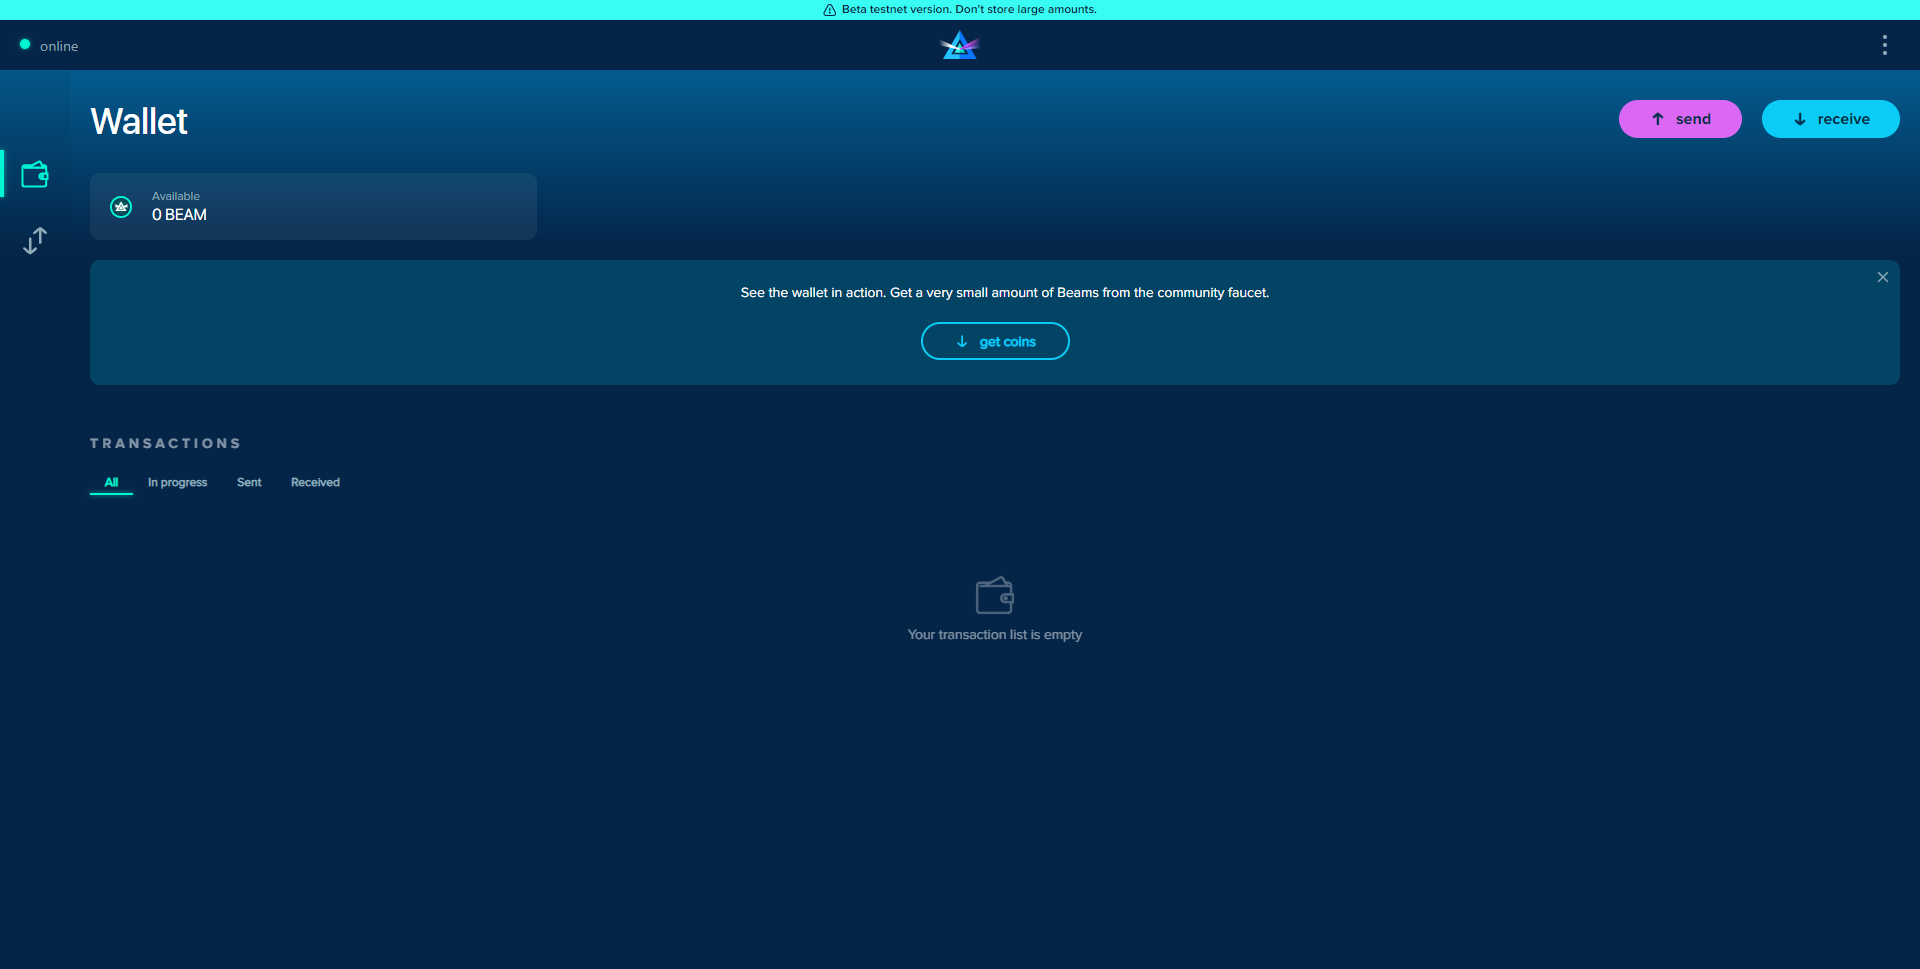 Beta testnet version. Don't store large amounts.
online
Wallet
send
receive
Available
0 BEAM
See the wallet in action. Get a very small amount of Beams from the community faucet.
get coins
TRANSACTIONS
All In progress Sent Received
Your transaction list is empty